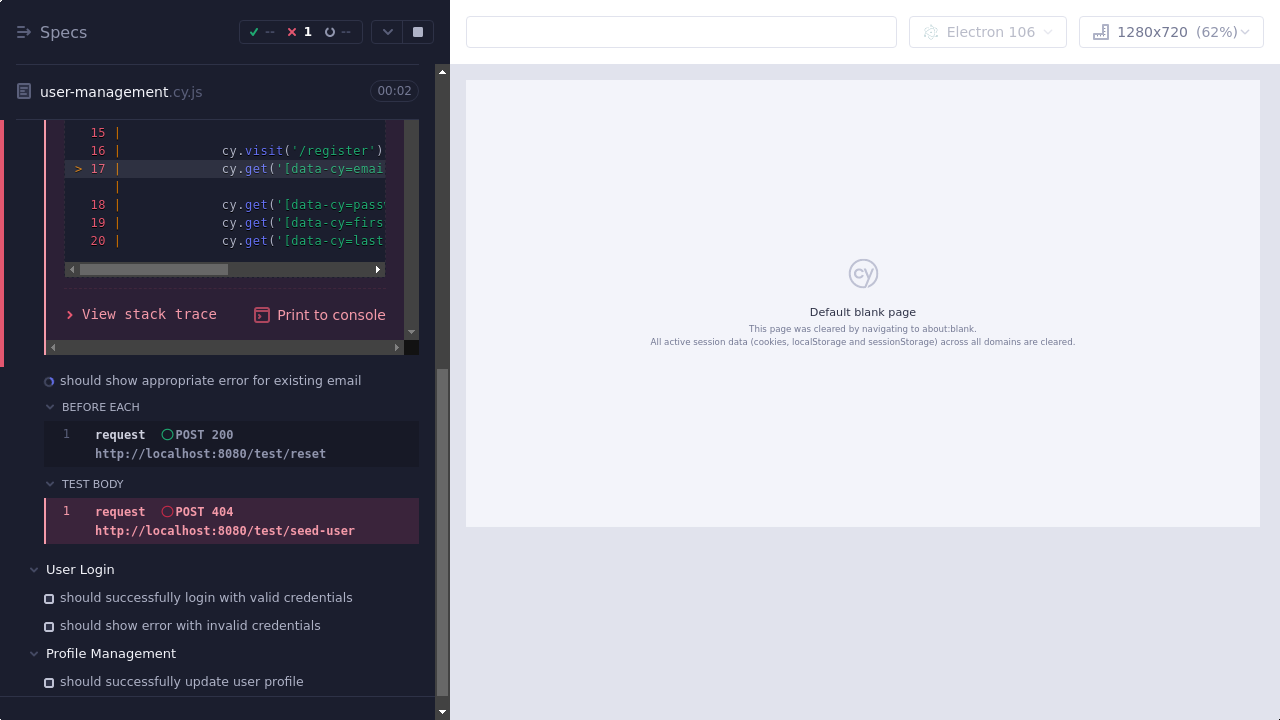 Specs
--
1
--
Electron 106
1280x720 (62%)
user-management.cy.js
00:02
15 |
16 | cy.visit('/register')
> 17 | cy.get('[data-cy=emai
|
18 | cy.get('[data-cy=pass
19 | cy.get('[data-cy=firs
20 | cy.get('[data-cy=last
View stack trace
Print to console
should show appropriate error for existing email
BEFORE EACH
1 request POST 200
http://localhost:8080/test/reset
TEST BODY
1 request POST 404
http://localhost:8080/test/seed-user
User Login
should successfully login with valid credentials
should show error with invalid credentials
Profile Management
should successfully update user profile
cy
Default blank page
This page was cleared by navigating to about:blank.
All active session data (cookies, localStorage and sessionStorage) across all domains are cleared.